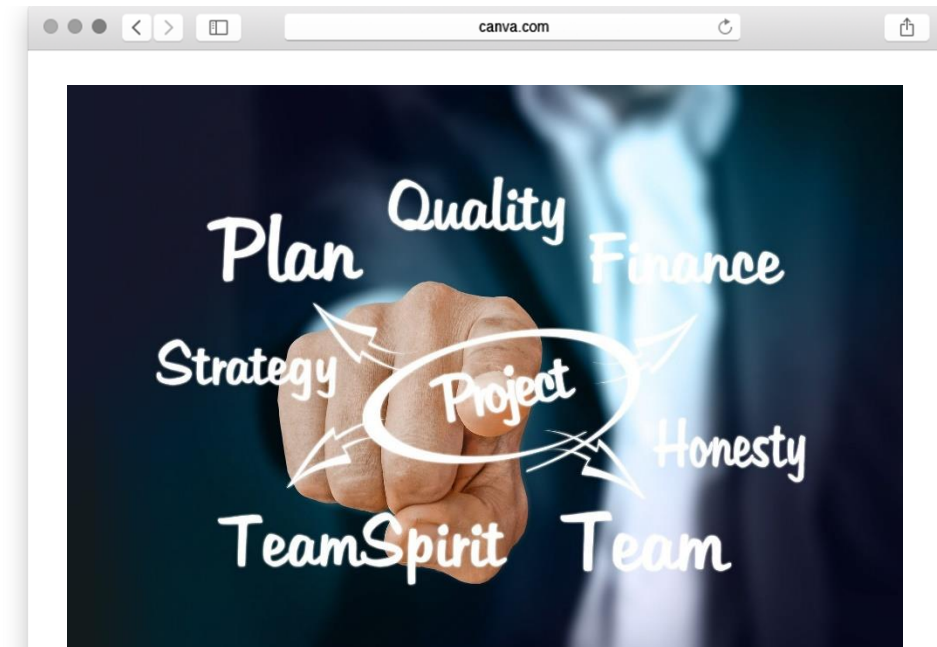 canva.com
Quality
Plan
Finance
Strategy
Project
Honesty
TeamSpirit
Team